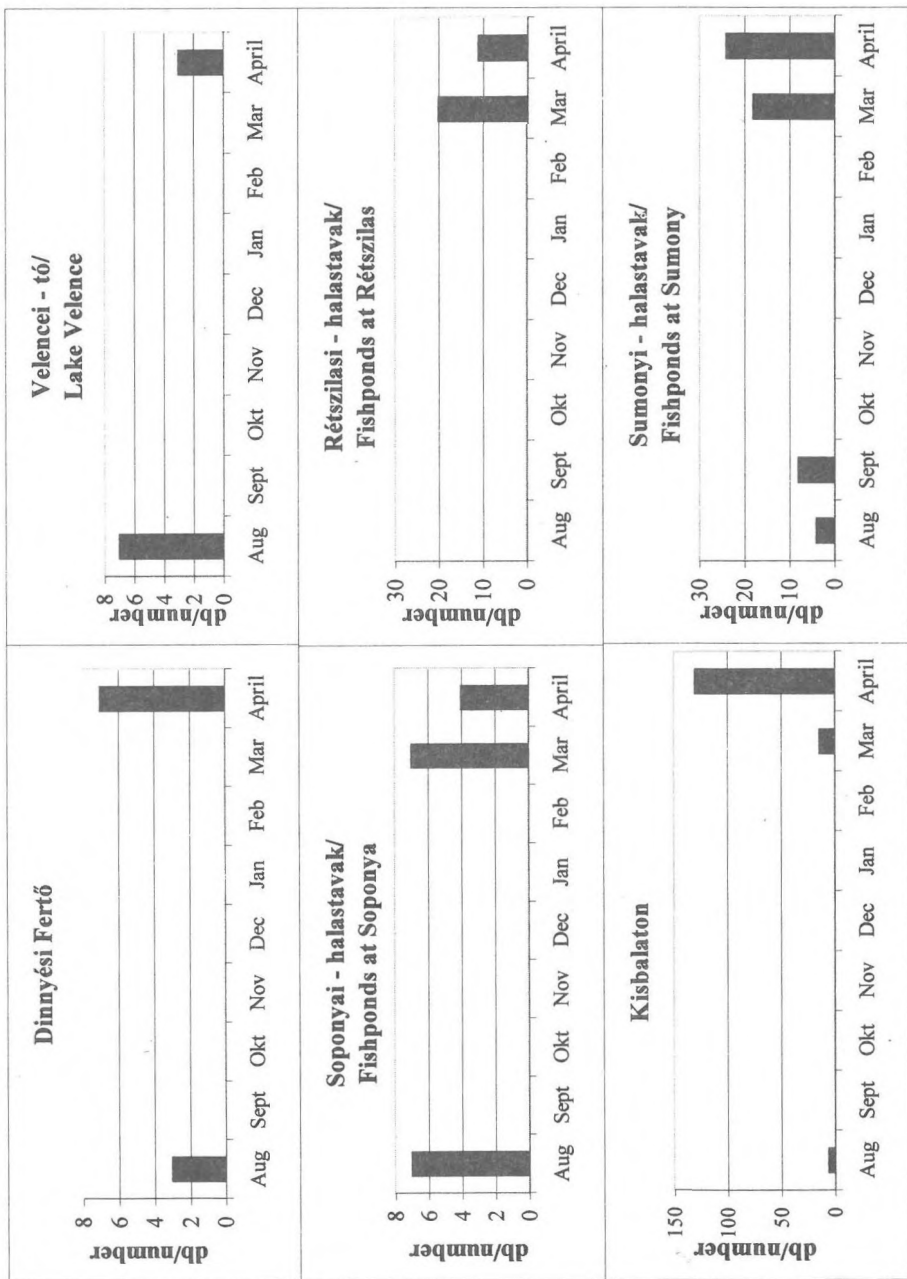 Dinnyési Fertő
db/number
8
6
4
2
0
Aug Sept Okt Nov Dec Jan Feb Mar April
Velencei - tó/
Lake Velence
db/number
8
6
4
2
0
Aug Sept Okt Nov Dec Jan Feb Mar April
Soponyai - halastavak/
Fishponds at Soponya
db/number
8
6
4
2
0
Aug Sept Okt Nov Dec Jan Feb Mar April
Rétszilasi - halastavak/
Fishponds at Rétszilas
db/number
30
20
10
0
Aug Sept Okt Nov Dec Jan Feb Mar April
Kisbalaton
db/number
150
100
50
0
Aug Sept Okt Nov Dec Jan Feb Mar April
Sumonyi - halastavak/
Fishponds at Sumony
db/number
30
20
10
0
Aug Sept Okt Nov Dec Jan Feb Mar April